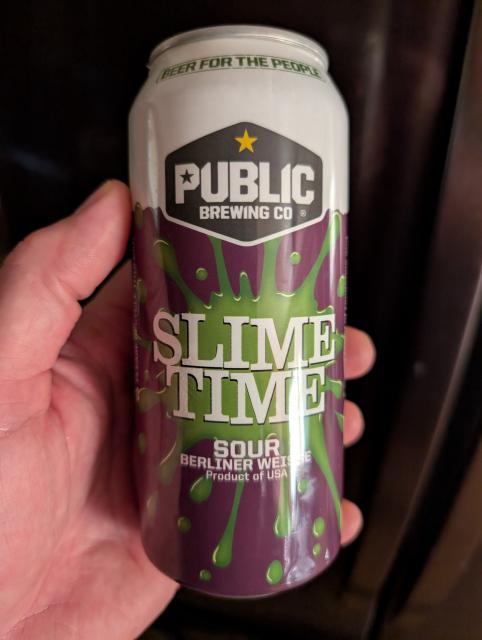 BEER FOR THE PEOPLE
PUBLIC
BREWING CO ®
SLIME
TIME
SOUR
BERLINER WEISSE
Product of USA